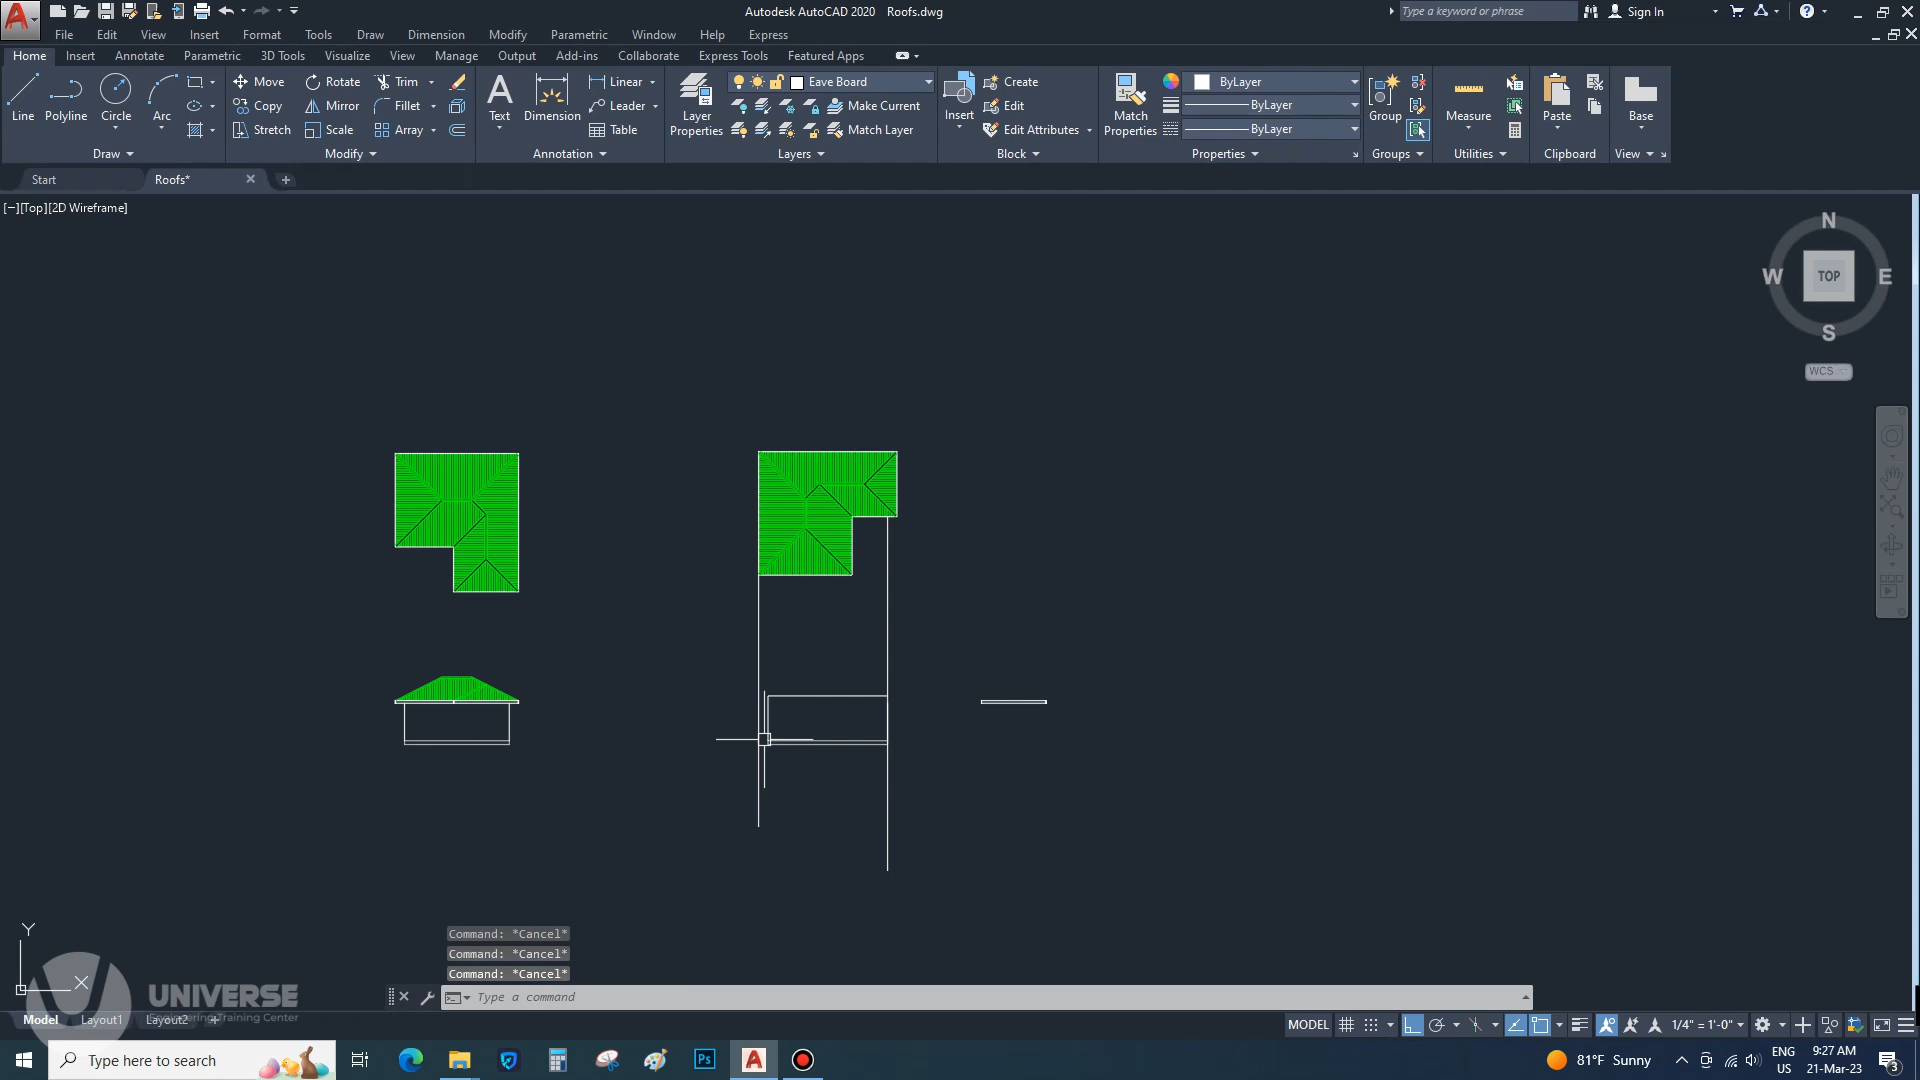 Autodesk AutoCAD 2020 Roofs.dwg
Type a keyword or phrase
Sign In
File Edit View Insert Format Tools Draw Dimension Modify Parametric Window Help Express
Home Insert Annotate Parametric 3D Tools Visualize View Manage Output Add-ins Collaborate Express Tools Featured Apps
Line Polyline Circle Arc
Move Rotate Trim
Copy Mirror Fillet
Stretch Scale Array
Text Dimension
Linear
Leader
Table
Layer Properties
Eave Board
Make Current
Match Layer
Insert
Create
Edit
Edit Attributes
Match Properties
ByLayer
ByLayer
ByLayer
Group
Measure
Paste
Base
Draw Modify Annotation Layers Block Properties Groups Utilities Clipboard View
Start Roofs*
[−][Top][2D Wireframe]
N
W TOP E
S
WCS
Y
X
Command: *Cancel*
Command: *Cancel*
Command: *Cancel*
Type a command
UNIVERSE
Engineering Training Center
Model Layout1 Layout2
MODEL
1/4" = 1'-0"
Type here to search
Ps
81°F Sunny
ENG
US
9:27 AM
21-Mar-23
3